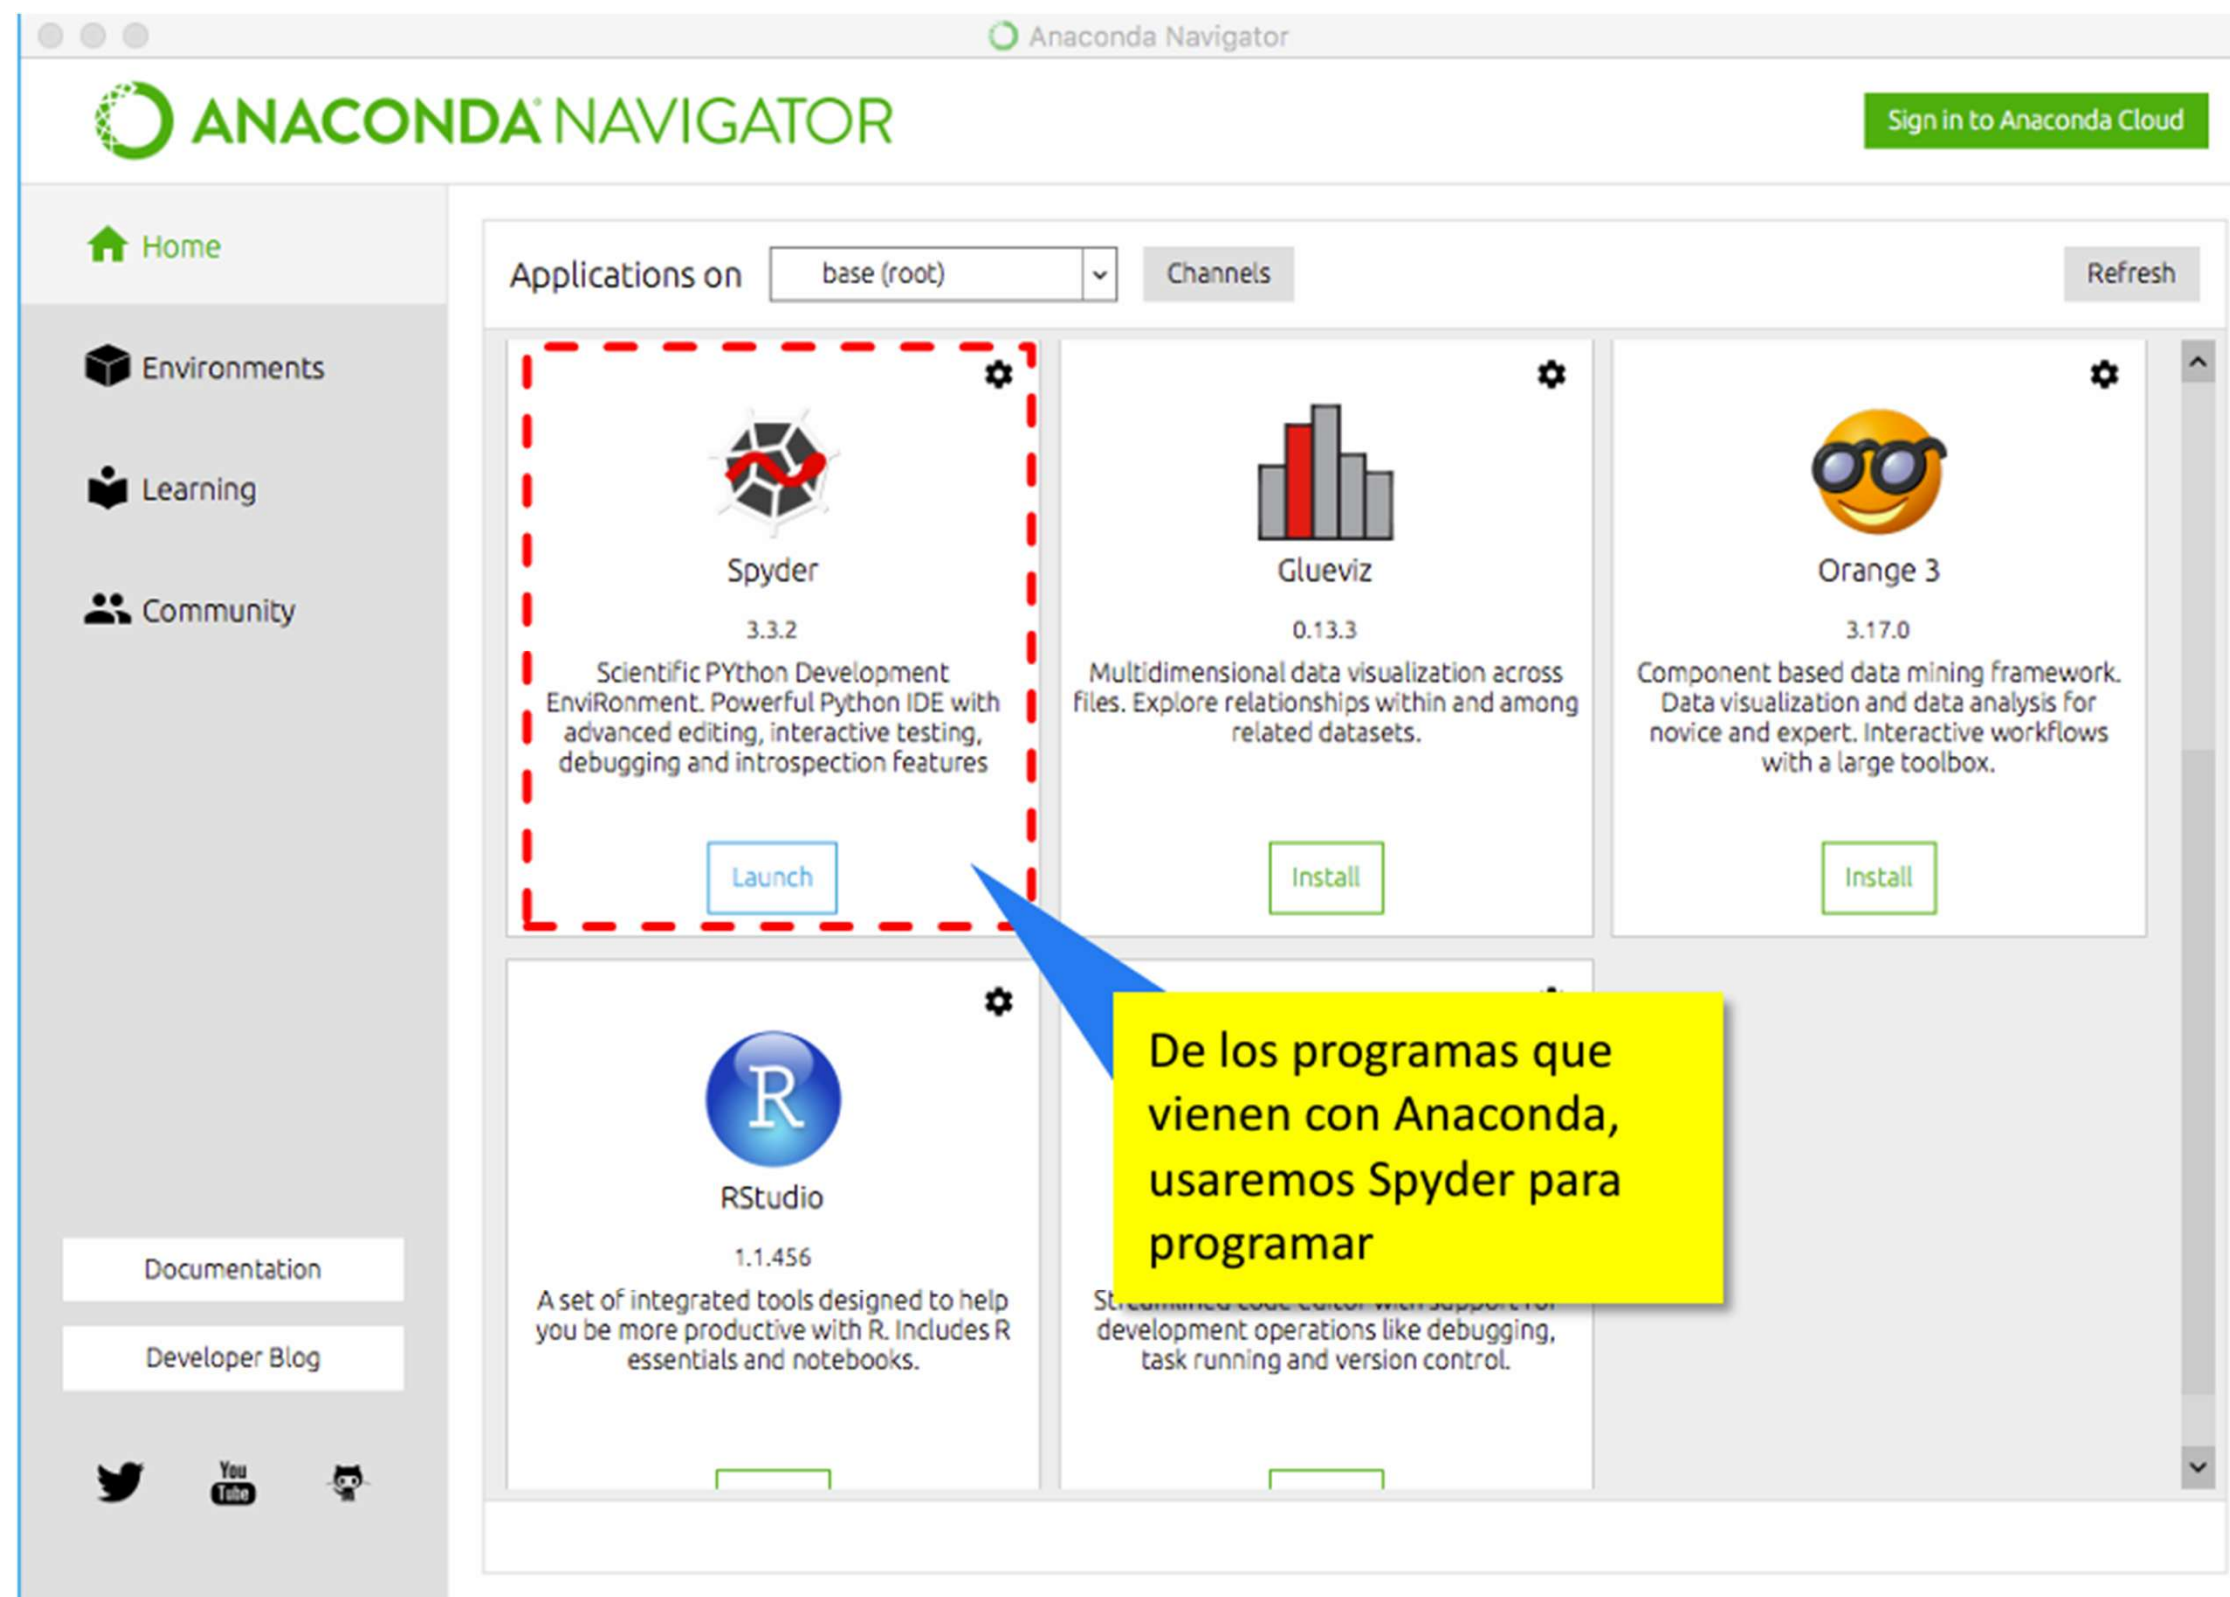 Anaconda Navigator
ANACONDA NAVIGATOR
Sign in to Anaconda Cloud
Home
Environments
Learning
Community
Documentation
Developer Blog
You
Tube
Applications on
base (root)
Channels
Refresh
Spyder
3.3.2
Scientific PYthon Development
EnviRonment. Powerful Python IDE with
advanced editing, interactive testing,
debugging and introspection features
Launch
Glueviz
0.13.3
Multidimensional data visualization across
files. Explore relationships within and among
related datasets.
Install
Orange 3
3.17.0
Component based data mining framework.
Data visualization and data analysis for
novice and expert. Interactive workflows
with a large toolbox.
Install
R
RStudio
1.1.456
A set of integrated tools designed to help
you be more productive with R. Includes R
essentials and notebooks.
De los programas que
vienen con Anaconda,
usaremos Spyder para
programar
Streamlined code editor with support for
development operations like debugging,
task running and version control.